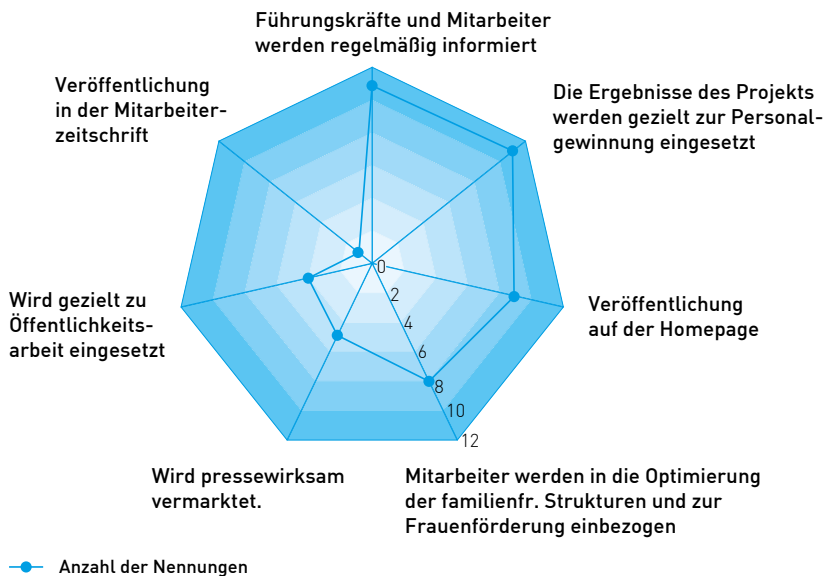 Führungskräfte und Mitarbeiter
werden regelmäßig informiert
Die Ergebnisse des Projekts
werden gezielt zur Personal-
gewinnung eingesetzt
Veröffentlichung
auf der Homepage
Mitarbeiter werden in die Optimierung
der familienfr. Strukturen und zur
Frauenförderung einbezogen
Wird pressewirksam
vermarktet.
Wird gezielt zu
Öffentlichkeits-
arbeit eingesetzt
Veröffentlichung
in der Mitarbeiter-
zeitschrift
0
2
4
6
8
10
12
Anzahl der Nennungen